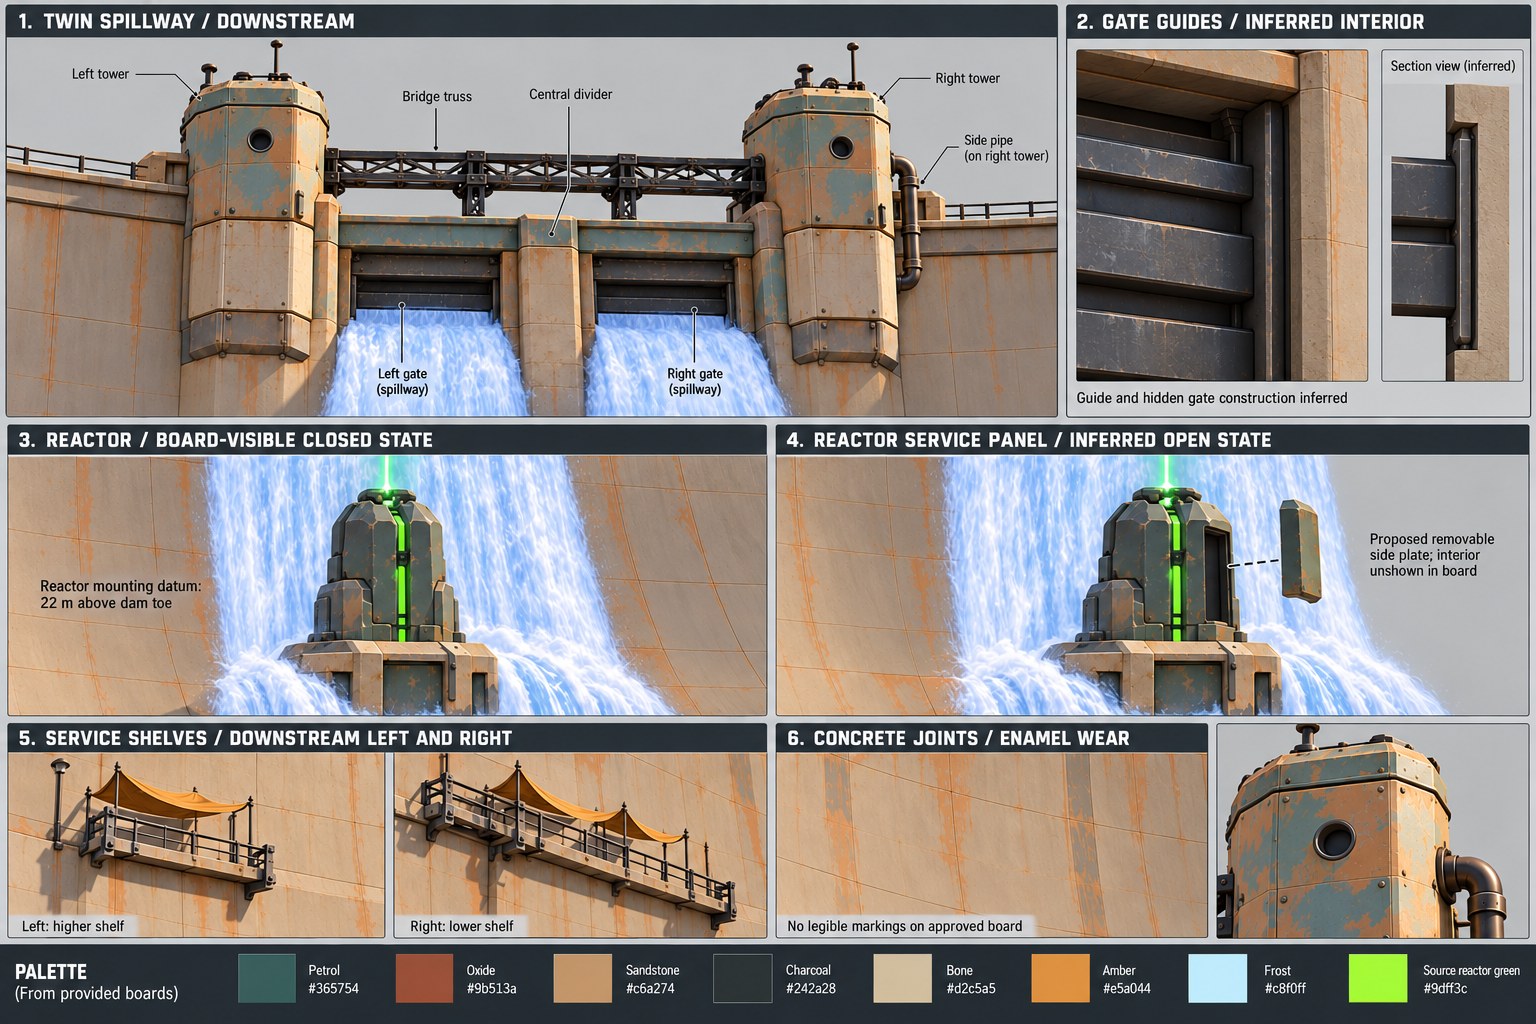 1. TWIN SPILLWAY / DOWNSTREAM
Left tower
Bridge truss
Central divider
Right tower
Side pipe
(on right tower)
Left gate
(spillway)
Right gate
(spillway)
2. GATE GUIDES / INFERRED INTERIOR
Section view (inferred)
Guide and hidden gate construction inferred
3. REACTOR / BOARD-VISIBLE CLOSED STATE
Reactor mounting datum:
22 m above dam toe
4. REACTOR SERVICE PANEL / INFERRED OPEN STATE
Proposed removable
side plate; interior
unshown in board
5. SERVICE SHELVES / DOWNSTREAM LEFT AND RIGHT
Left: higher shelf
Right: lower shelf
6. CONCRETE JOINTS / ENAMEL WEAR
No legible markings on approved board
PALETTE
(From provided boards)
Petrol
#365754
Oxide
#9b513a
Sandstone
#c6a274
Charcoal
#242a28
Bone
#d2c5a5
Amber
#e5a044
Frost
#c8f0ff
Source reactor green
#9dff3c